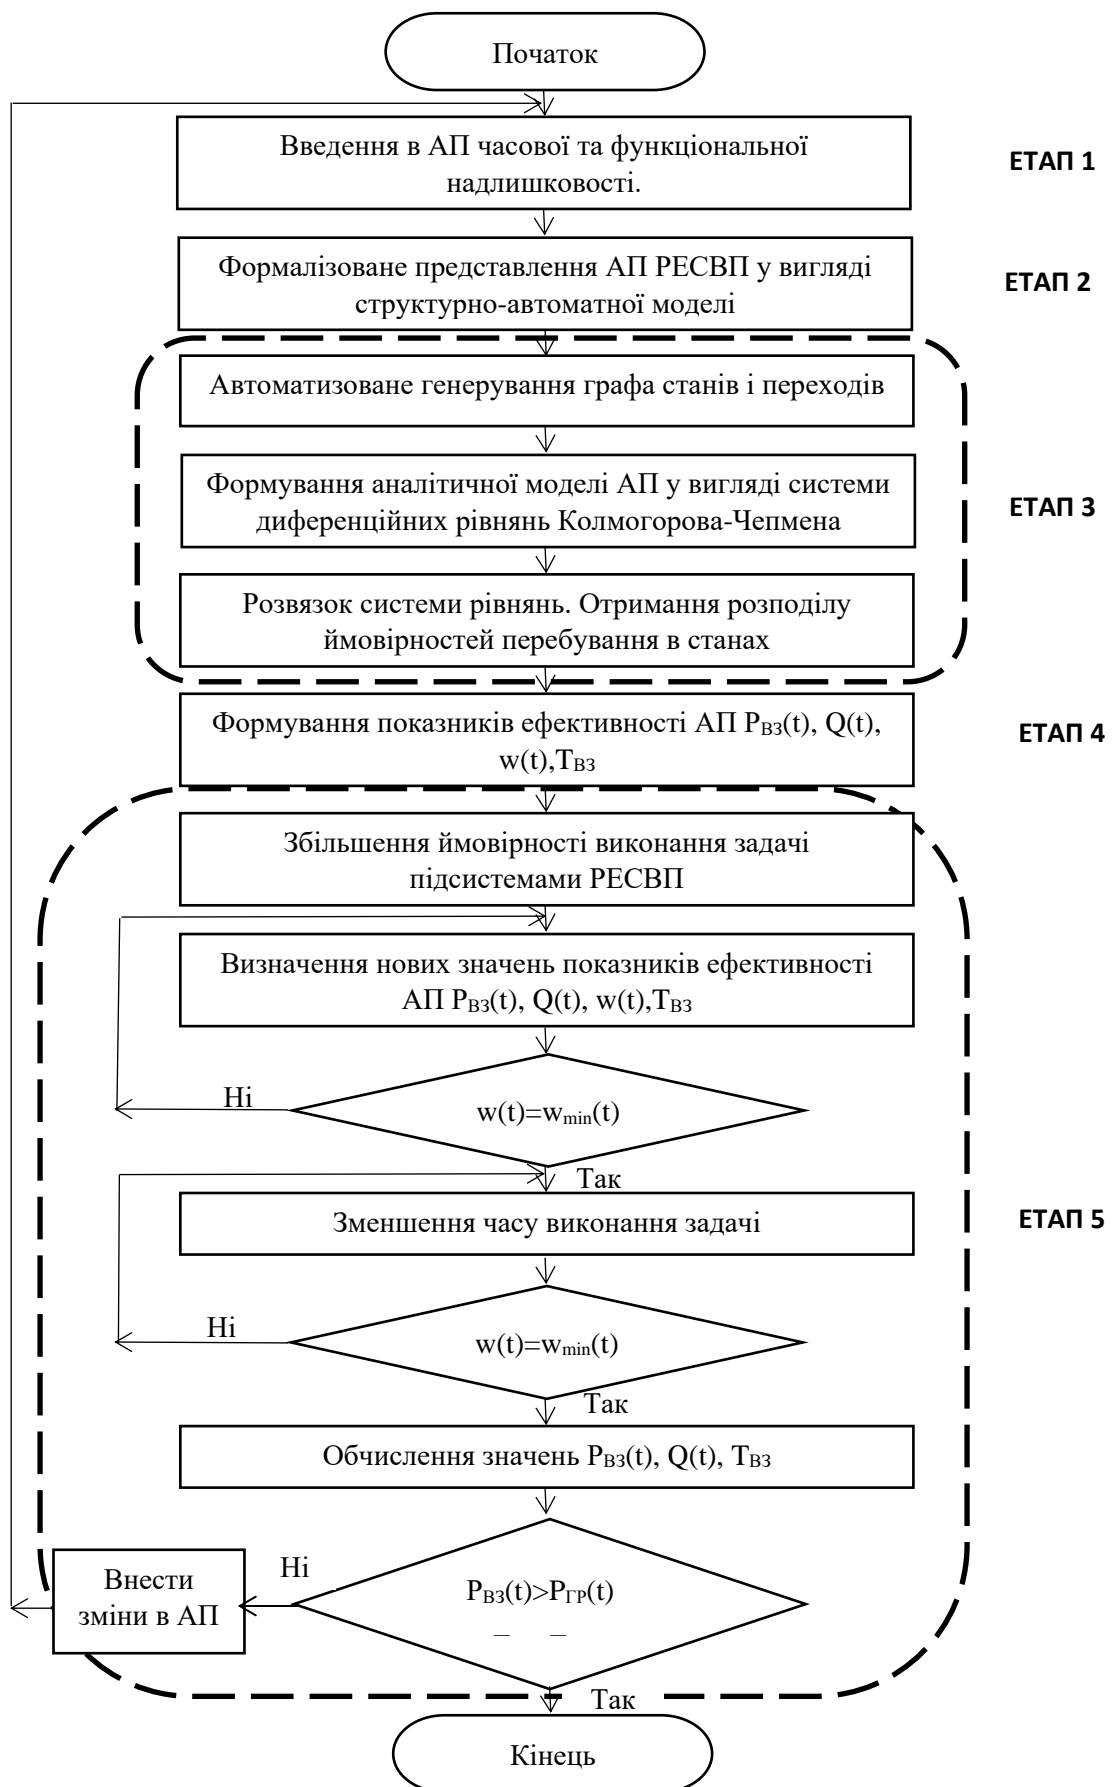 Початок
Введення в АП часової та функціональної
надлишковості.
ЕТАП 1
Формалізоване представлення АП РЕСВП у вигляді
структурно-автоматної моделі
ЕТАП 2
Автоматизоване генерування графа станів і переходів
Формування аналітичної моделі АП у вигляді системи
диференційних рівнянь Колмогорова-Чепмена
ЕТАП 3
Розвязок системи рівнянь. Отримання розподілу
ймовірностей перебування в станах
Формування показників ефективності АП PВЗ(t), Q(t),
w(t),TВЗ
ЕТАП 4
Збільшення ймовірності виконання задачі
підсистемами РЕСВП
Визначення нових значень показників ефективності
АП PВЗ(t), Q(t), w(t),TВЗ
Ні
w(t)=wmin(t)
Так
Зменшення часу виконання задачі
ЕТАП 5
Ні
w(t)=wmin(t)
Так
Обчислення значень PВЗ(t), Q(t), TВЗ
Ні
Внести
зміни в АП
PВЗ(t)>PГР(t)
_ _
Так
Кінець